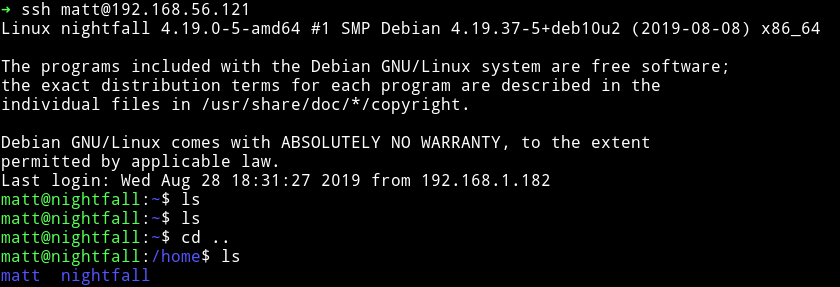 ➜ ssh matt@192.168.56.121
Linux nightfall 4.19.0-5-amd64 #1 SMP Debian 4.19.37-5+deb10u2 (2019-08-08) x86_64
The programs included with the Debian GNU/Linux system are free software;
the exact distribution terms for each program are described in the
individual files in /usr/share/doc/*/copyright.
Debian GNU/Linux comes with ABSOLUTELY NO WARRANTY, to the extent
permitted by applicable law.
Last login: Wed Aug 28 18:31:27 2019 from 192.168.1.182
matt@nightfall:~$ ls
matt@nightfall:~$ ls
matt@nightfall:~$ cd ..
matt@nightfall:/home$ ls
matt  nightfall